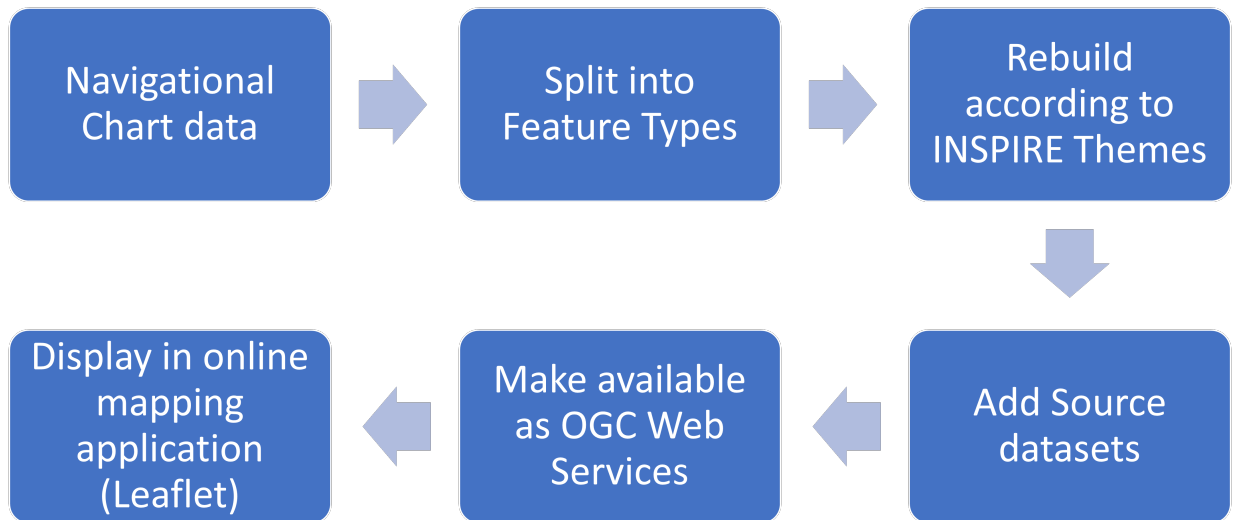 Navigational
Chart data
Split into
Feature Types
Rebuild
according to
INSPIRE Themes
Add Source
datasets
Make available
as OGC Web
Services
Display in online
mapping
application
(Leaflet)